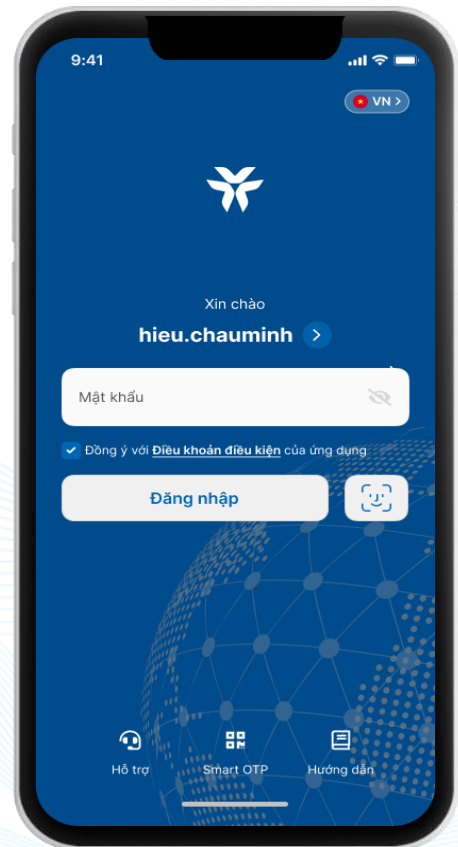 9:41
VN >
Xin chào
hieu.chauminh >
Mật khẩu
Đồng ý với Điều khoản điều kiện của ứng dụng
Đăng nhập
Hỗ trợ
Smart OTP
Hướng dẫn